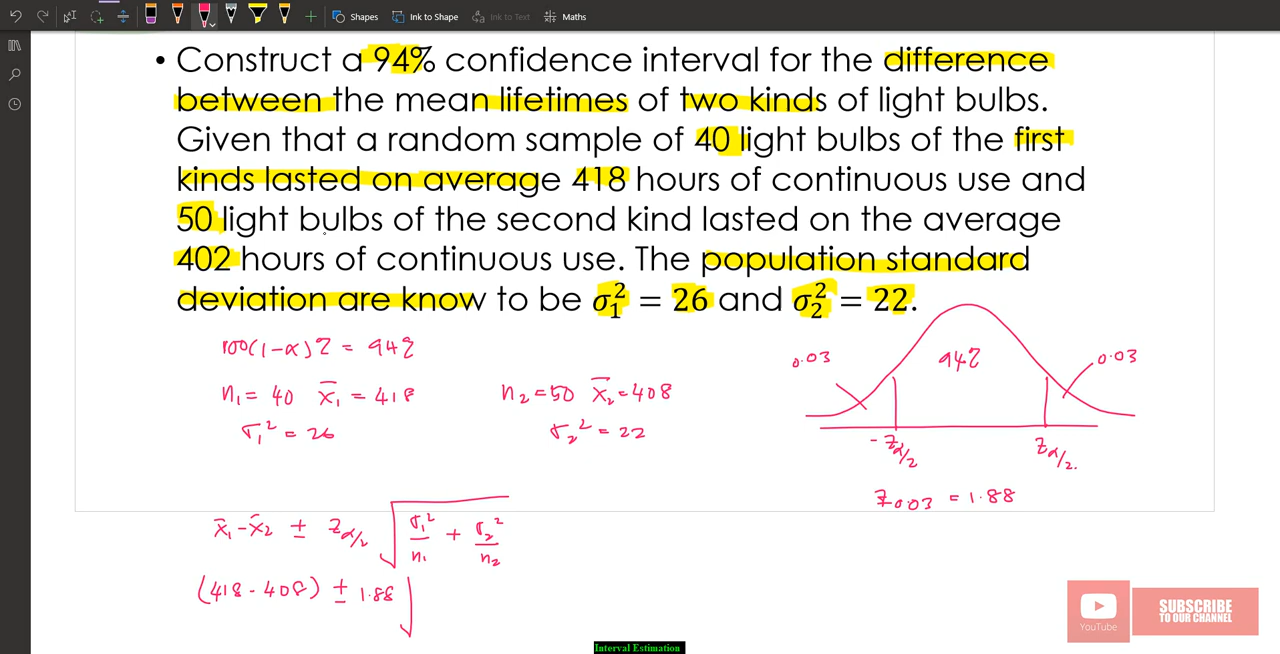 Shapes Ink to Shape Ink to Text Maths
• Construct a 94% confidence interval for the difference
between the mean lifetimes of two kinds of light bulbs.
Given that a random sample of 40 light bulbs of the first
kinds lasted on average 418 hours of continuous use and
50 light bulbs of the second kind lasted on the average
402 hours of continuous use. The population standard
deviation are know to be σ₁² = 26 and σ₂² = 22.
100(1-α)% = 94%
n₁ = 40 x̄₁ = 418 n₂ = 50 x̄₂ = 408
σ₁² = 26 σ₂² = 22
0.03 94% 0.03
-Zα/2 Zα/2.
Z0.03 = 1.88
x̄₁ - x̄₂ ± Zα/2 √(σ₁²/n₁ + σ₂²/n₂)
(418 - 408) ± 1.88 √
YouTube
SUBSCRIBE
TO OUR CHANNEL
Interval Estimation